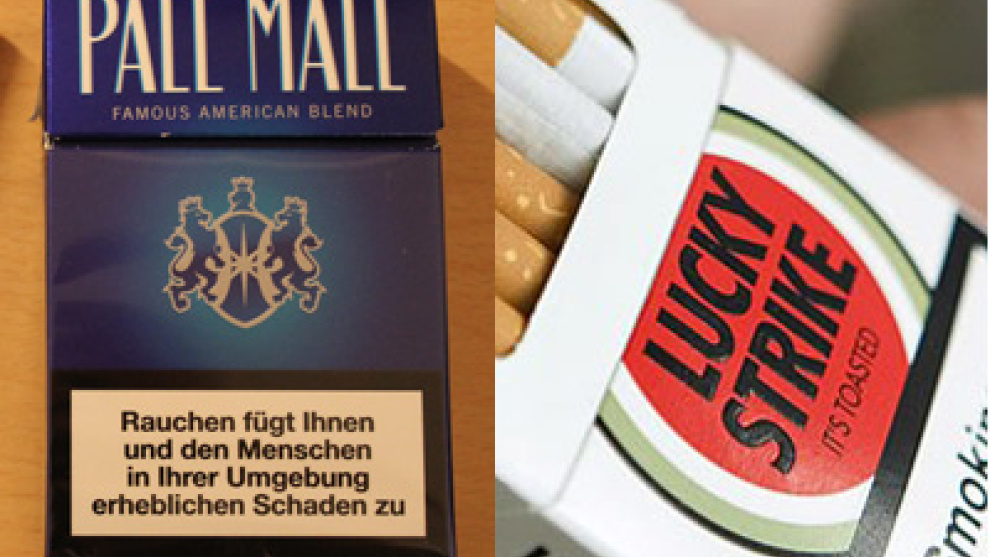 PALL MALL
FAMOUS AMERICAN BLEND
Rauchen fügt Ihnen
und den Menschen
in Ihrer Umgebung
erheblichen Schaden zu
LUCKY
STRIKE
IT'S TOASTED